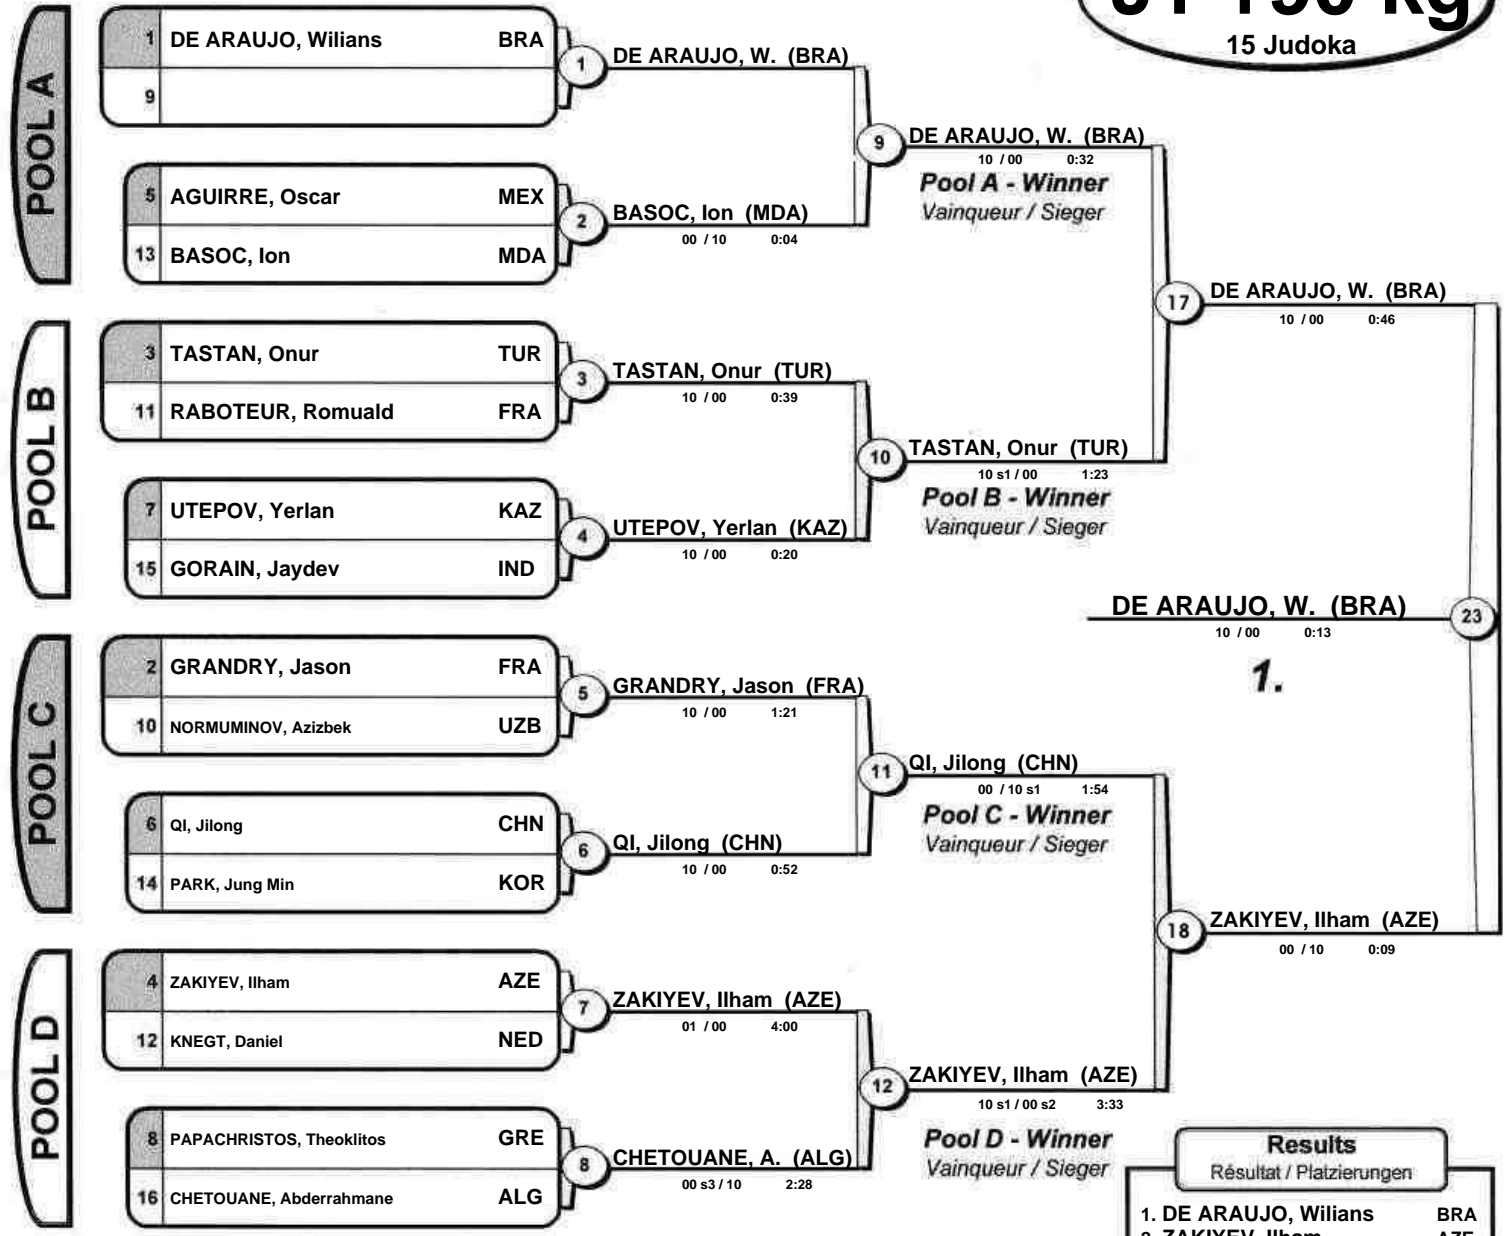 15 Judoka
POOL A
1 DE ARAUJO, Wilians BRA
9
1
DE ARAUJO, W. (BRA)
5 AGUIRRE, Oscar MEX
13 BASOC, Ion MDA
2
BASOC, Ion (MDA)
00 / 10 0:04
9
DE ARAUJO, W. (BRA)
10 / 00 0:32
Pool A - Winner
Vainqueur / Sieger
POOL B
3 TASTAN, Onur TUR
11 RABOTEUR, Romuald FRA
3
TASTAN, Onur (TUR)
10 / 00 0:39
7 UTEPOV, Yerlan KAZ
15 GORAIN, Jaydev IND
4
UTEPOV, Yerlan (KAZ)
10 / 00 0:20
10
TASTAN, Onur (TUR)
10 s1 / 00 1:23
Pool B - Winner
Vainqueur / Sieger
17
DE ARAUJO, W. (BRA)
10 / 00 0:46
POOL C
2 GRANDRY, Jason FRA
10 NORMUMINOV, Azizbek UZB
5
GRANDRY, Jason (FRA)
10 / 00 1:21
6 QI, Jilong CHN
14 PARK, Jung Min KOR
6
QI, Jilong (CHN)
10 / 00 0:52
11
QI, Jilong (CHN)
00 / 10 s1 1:54
Pool C - Winner
Vainqueur / Sieger
POOL D
4 ZAKIYEV, Ilham AZE
12 KNEGT, Daniel NED
7
ZAKIYEV, Ilham (AZE)
01 / 00 4:00
8 PAPACHRISTOS, Theoklitos GRE
16 CHETOUANE, Abderrahmane ALG
8
CHETOUANE, A. (ALG)
00 s3 / 10 2:28
12
ZAKIYEV, Ilham (AZE)
10 s1 / 00 s2 3:33
Pool D - Winner
Vainqueur / Sieger
18
ZAKIYEV, Ilham (AZE)
00 / 10 0:09
23
DE ARAUJO, W. (BRA)
10 / 00 0:13
1.
Results
Résultat / Platzierungen
1. DE ARAUJO, Wilians BRA
2. ZAKIYEV, Ilham AZE